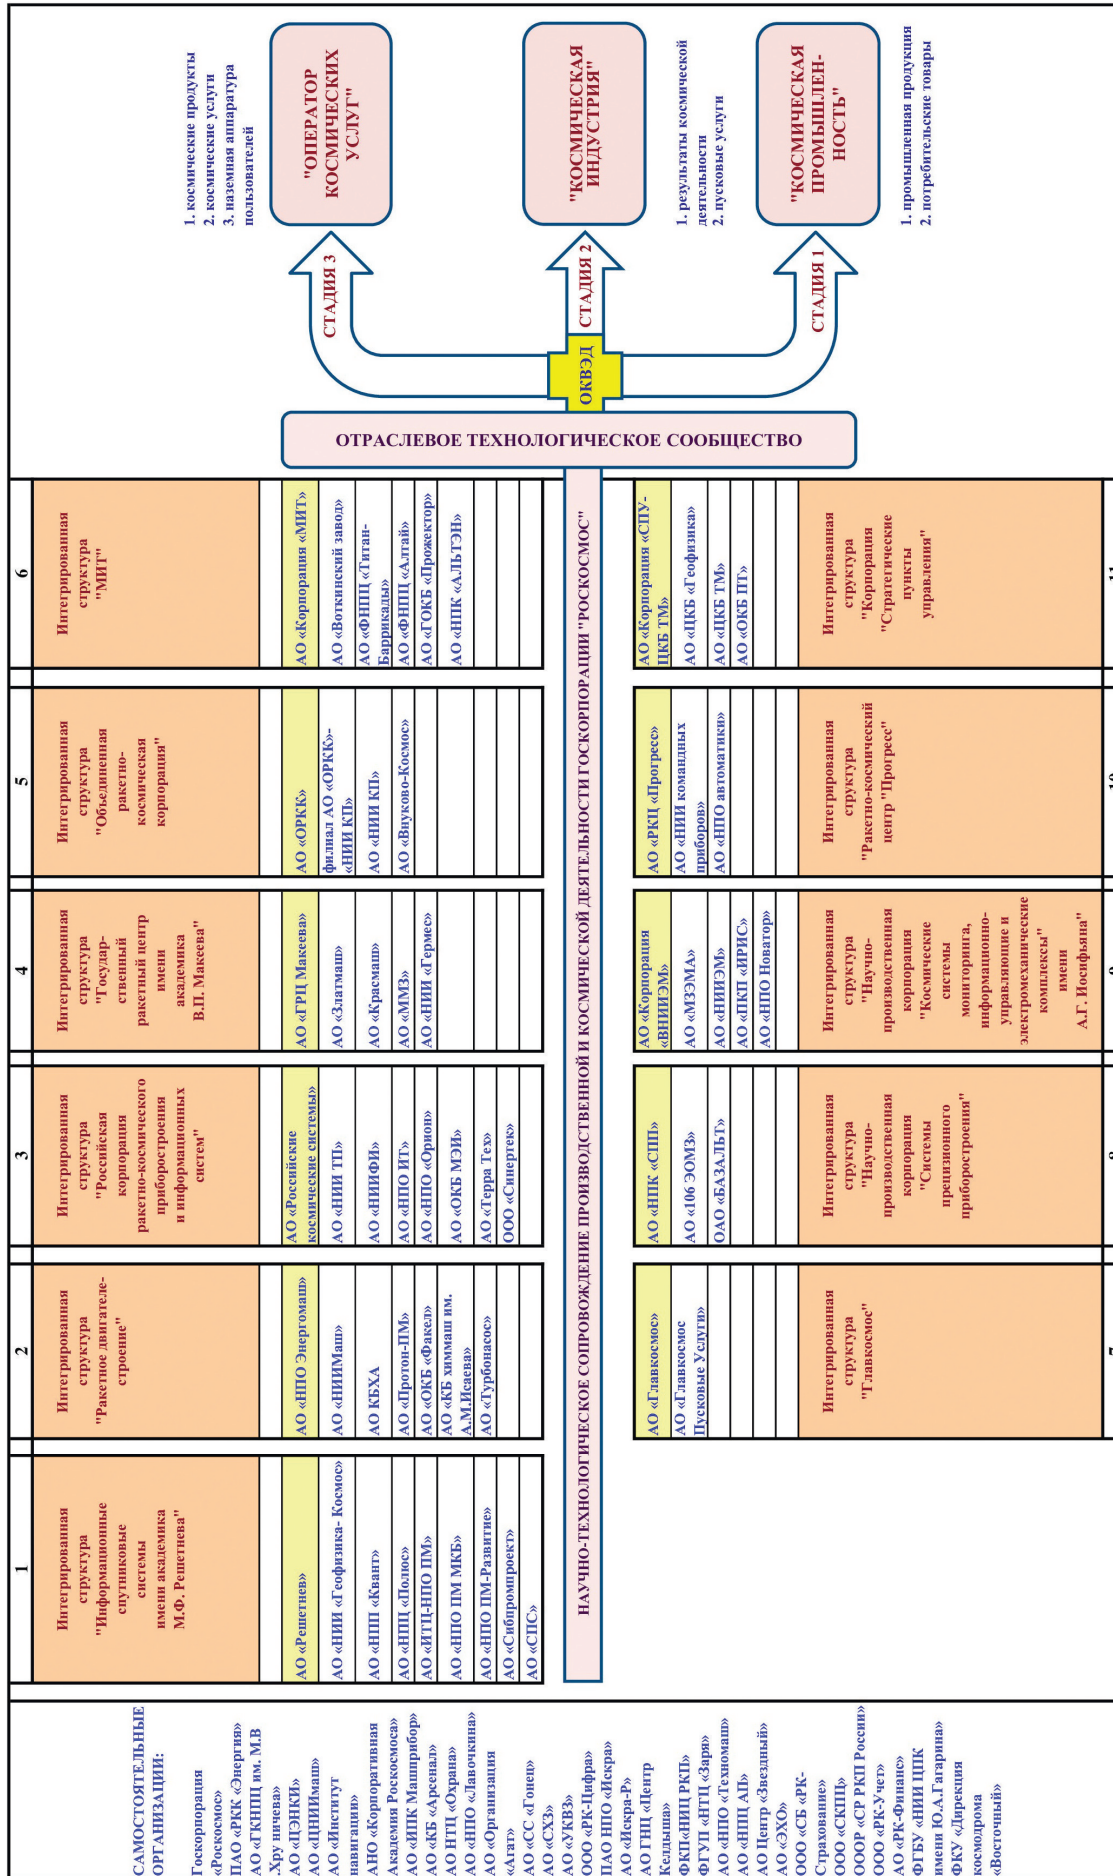 САМОСТОЯТЕЛЬНЫЕ
ОРГАНИЗАЦИИ:
Госкорпорация
«Роскосмос»
ПАО «РКК «Энергия»
АО «ГКНПЦ им. М.В
.Хру ничева»
АО «ЦЭНКИ»
АО «ЦНИИмаш»
АО «Институт
навигации»
АНО «Корпоративная
Академия Роскосмоса»
АО «ИПК Машприбор»
АО «КБ «Арсенал»
АО НТЦ «Охрана»
АО «НПО «Лавочкина»
АО «Организация
«Агат»
АО «СС «Гонец»
АО «СХЗ»
АО «УКВЗ»
ООО «РК-Цифра»
ПАО НПО «Искра»
АО «Искра-Р»
АО ГНЦ «Центр
Келдыша»
ФКП«НИЦ РКП»
ФГУП «НТЦ «Заря»
АО «НПО «Техномаш»
АО «НПЦ АП»
АО Центр «Звездный»
АО «ЭХО»
ООО «СБ «РК-
Страхование»
ООО «СКПЦ»
ОООР «СР РКП России»
ООО «РК-Учет»
АО «РК-Финанс»
ФГБУ «НИИ ЦПК
имени Ю.А.Гагарина»
ФКУ «Дирекция
космодрома
«Восточный»
1
Интегрированная
структура
"Информационные
спутниковые
системы
имени академика
М.Ф. Решетнева"
АО «Решетнев»
АО «НИИ «Геофизика- Космос»
АО «НПП «Квант»
АО «НПЦ «Полюс»
АО «ИТЦ-НПО ПМ»
АО «НПО ПМ МКБ»
АО «НПО ПМ-Развитие»
АО «Сибпромпроект»
АО «СПС»
2
Интегрированная
структура
"Ракетное двигателе-
строение"
АО «НПО Энергомаш»
АО «НИИМаш»
АО КБХА
АО «Протон-ПМ»
АО «ОКБ «Факел»
АО «КБ химмаш им.
А.М.Исаева»
АО «Турбонасос»
3
Интегрированная
структура
"Российская
корпорация
ракетно-космического
приборостроения
и информационных
систем"
АО «Российские
космические системы»
АО «НИИ ТП»
АО «НИИФИ»
АО «НПО ИТ»
АО «НПО «Орион»
АО «ОКБ МЭИ»
АО «Терра Тех»
ООО «Синертек»
4
Интегрированная
структура
"Государ-
ственный
ракетный центр
имени
академика
В.П. Макеева"
АО «ГРЦ Макеева»
АО «Златмаш»
АО «Красмаш»
АО «ММЗ»
АО «НИИ «Гермес»
5
Интегрированная
структура
"Объединенная
ракетно-
космическая
корпорация"
АО «ОРКК»
филиал АО «ОРКК»-
«НИИ КП»
АО «НИИ КП»
АО «Внуково-Космос»
6
Интегрированная
структура
"МИТ"
АО «Корпорация «МИТ»
АО «Воткинский завод»
АО «ФНПЦ «Титан-
Баррикады»
АО «ФНПЦ «Алтай»
АО «ГОКБ «Прожектор»
АО «НПК «АЛЬТЭН»
НАУЧНО-ТЕХНОЛОГИЧЕСКОЕ СОПРОВОЖДЕНИЕ ПРОИЗВОДСТВЕННОЙ И КОСМИЧЕСКОЙ ДЕЯТЕЛЬНОСТИ ГОСКОРПОРАЦИИ "РОСКОСМОС"
АО «Главкосмос»
АО «Главкосмос
Пусковые Услуги»
Интегрированная
структура
"Главкосмос"
7
АО «НПК «СПП»
АО «106 ЭОМЗ»
ОАО «БАЗАЛЬТ»
Интегрированная
структура
"Научно-
производственная
корпорация
"Системы
прецизионного
приборостроения"
8
АО «Корпорация
«ВНИИЭМ»
АО «МЗЭМА»
АО «НИИЭМ»
АО «ПКП «ИРИС»
АО «НПО Новатор»
Интегрированная
структура
"Научно-
производственная
корпорация
"Космические
системы
мониторинга,
информационно-
управляющие и
электромеханические
комплексы"
имени
А.Г. Иосифьяна"
9
АО «РКЦ «Прогресс»
АО «НИИ командных
приборов»
АО «НПО автоматики»
Интегрированная
структура
"Ракетно-космический
центр "Прогресс"
10
АО «Корпорация «СПУ-
ЦКБ ТМ»
АО «ЦКБ «Геофизика»
АО «ЦКБ ТМ»
АО «ОКБ ПТ»
Интегрированная
структура
"Корпорация
"Стратегические
пункты
управления"
11
ОТРАСЛЕВОЕ ТЕХНОЛОГИЧЕСКОЕ СООБЩЕСТВО
ОКВЭД
СТАДИЯ 3
СТАДИЯ 2
СТАДИЯ 1
1. космические продукты
2. космические услуги
3. наземная аппаратура
пользователей
"ОПЕРАТОР
КОСМИЧЕСКИХ
УСЛУГ"
"КОСМИЧЕСКАЯ
ИНДУСТРИЯ"
1. результаты космической
деятельности
2. пусковые услуги
"КОСМИЧЕСКАЯ
ПРОМЫШЛЕН-
НОСТЬ"
1. промышленная продукция
2. потребительские товары